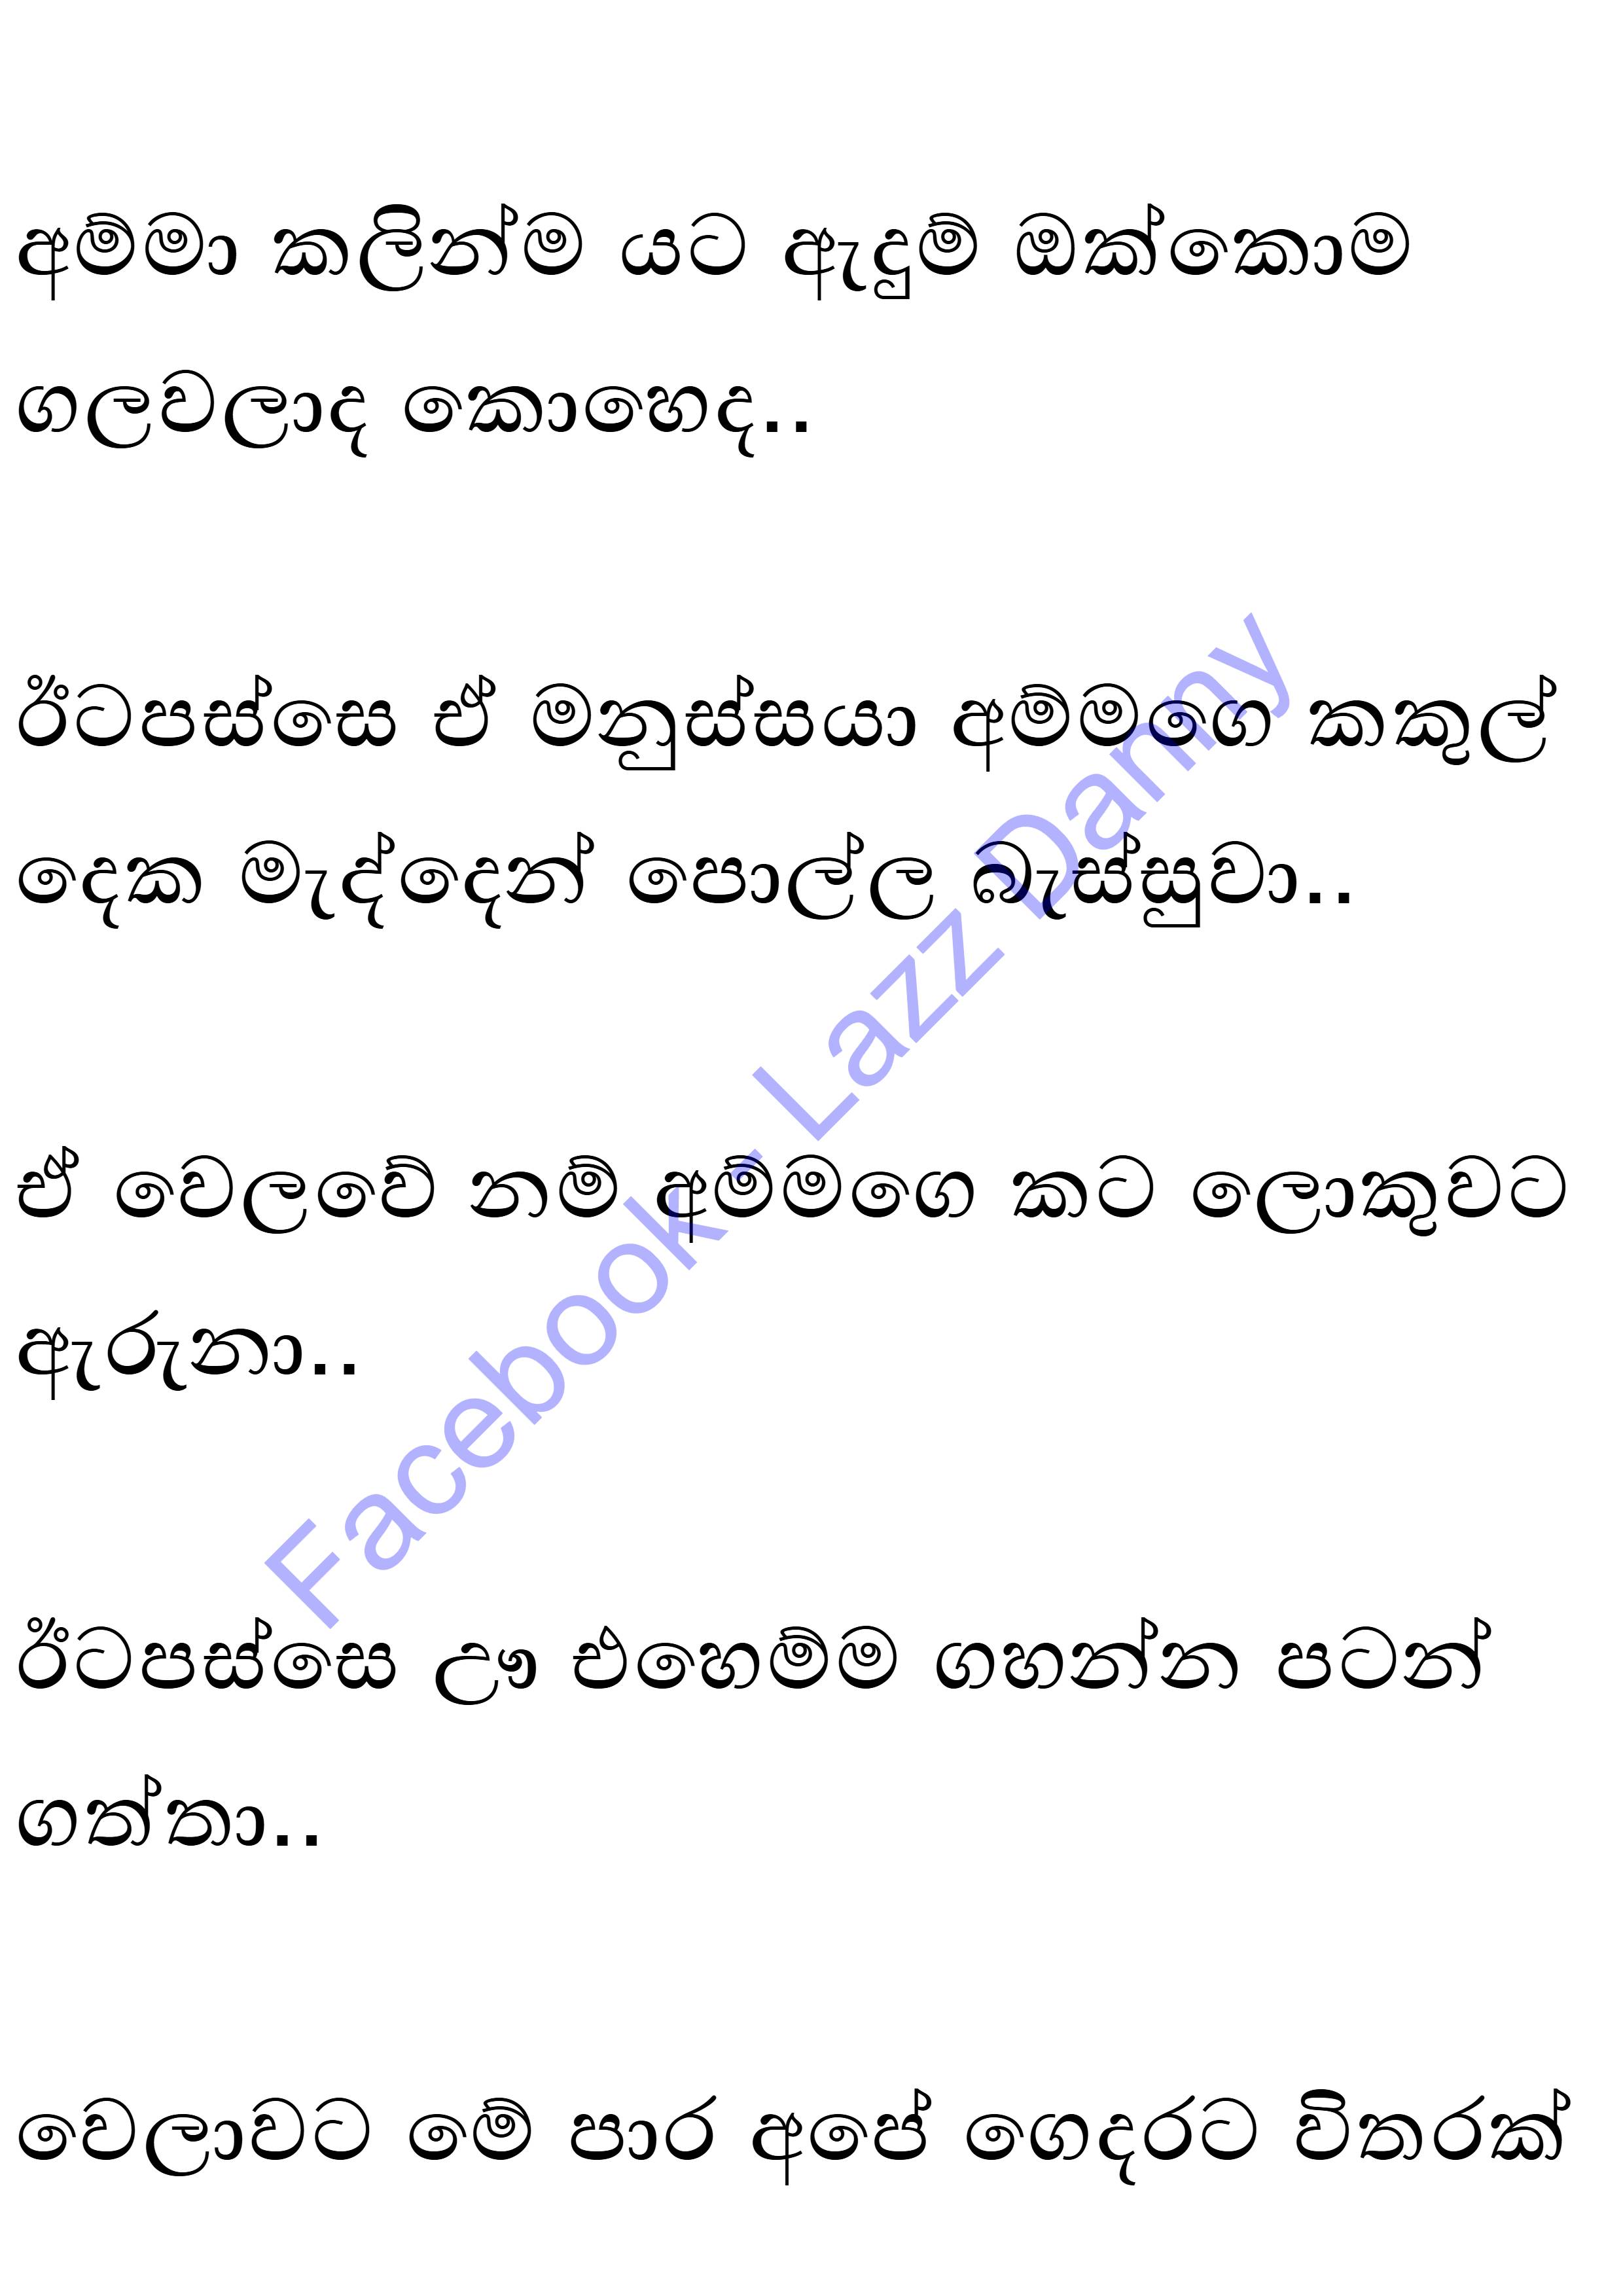 අම්මා කලින්ම යට ඇඳුම් ඔක්කොම
ගලවලාද කොහෙද..
ඊටපස්සෙ ඒ මනුස්සයා අම්මගෙ කකුල්
දෙක මැද්දෙන් පොල්ල බැස්සුවා..
ඒ වෙලවේ නම් අම්මගෙ කට ලොකුවට
ඇරුනා..
ඊටපස්සෙ ඌ එහෙම්ම ගහන්න පටන්
ගත්තා..
වෙලාවට මේ පාර අපේ ගෙදරට විතරක්
Facebook - Lazz Danny